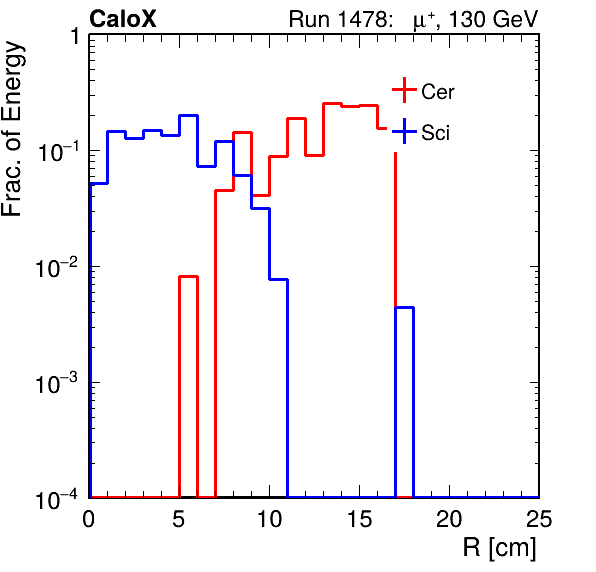 CaloX Run 1478: μ⁺, 130 GeV
Frac. of Energy
1
10⁻¹
10⁻²
10⁻³
10⁻⁴
Cer
Sci
0 5 10 15 20 25
R [cm]